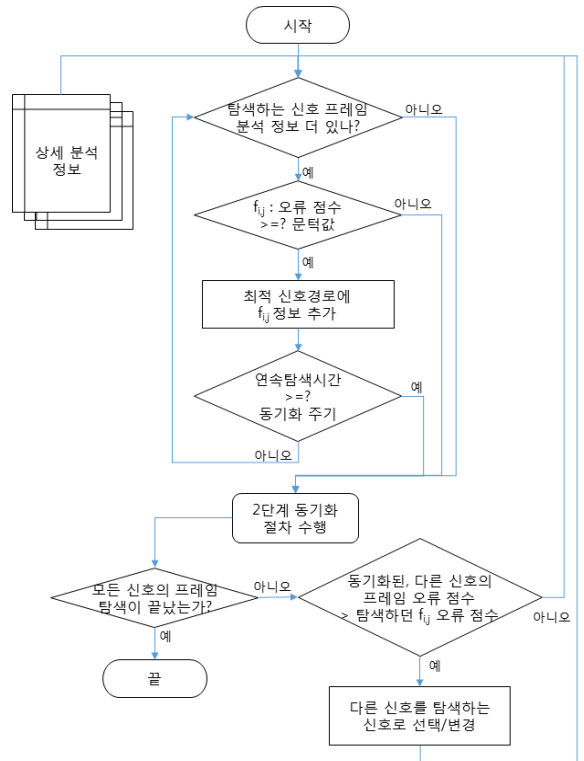 시작
탐색하는 신호 프레임
분석 정보 더 있나?
아니오
상세 분석
정보
예
fi,j : 오류 점수
>=? 문턱값
아니오
예
최적 신호경로에
fi,j 정보 추가
연속탐색시간
>=?
동기화 주기
예
아니오
2단계 동기화
절차 수행
모든 신호의 프레임
탐색이 끝났는가?
아니오
동기화된, 다른 신호의
프레임 오류 점수
> 탐색하던 fi,j 오류 점수
아니오
예
끝
예
다른 신호를 탐색하는
신호로 선택/변경